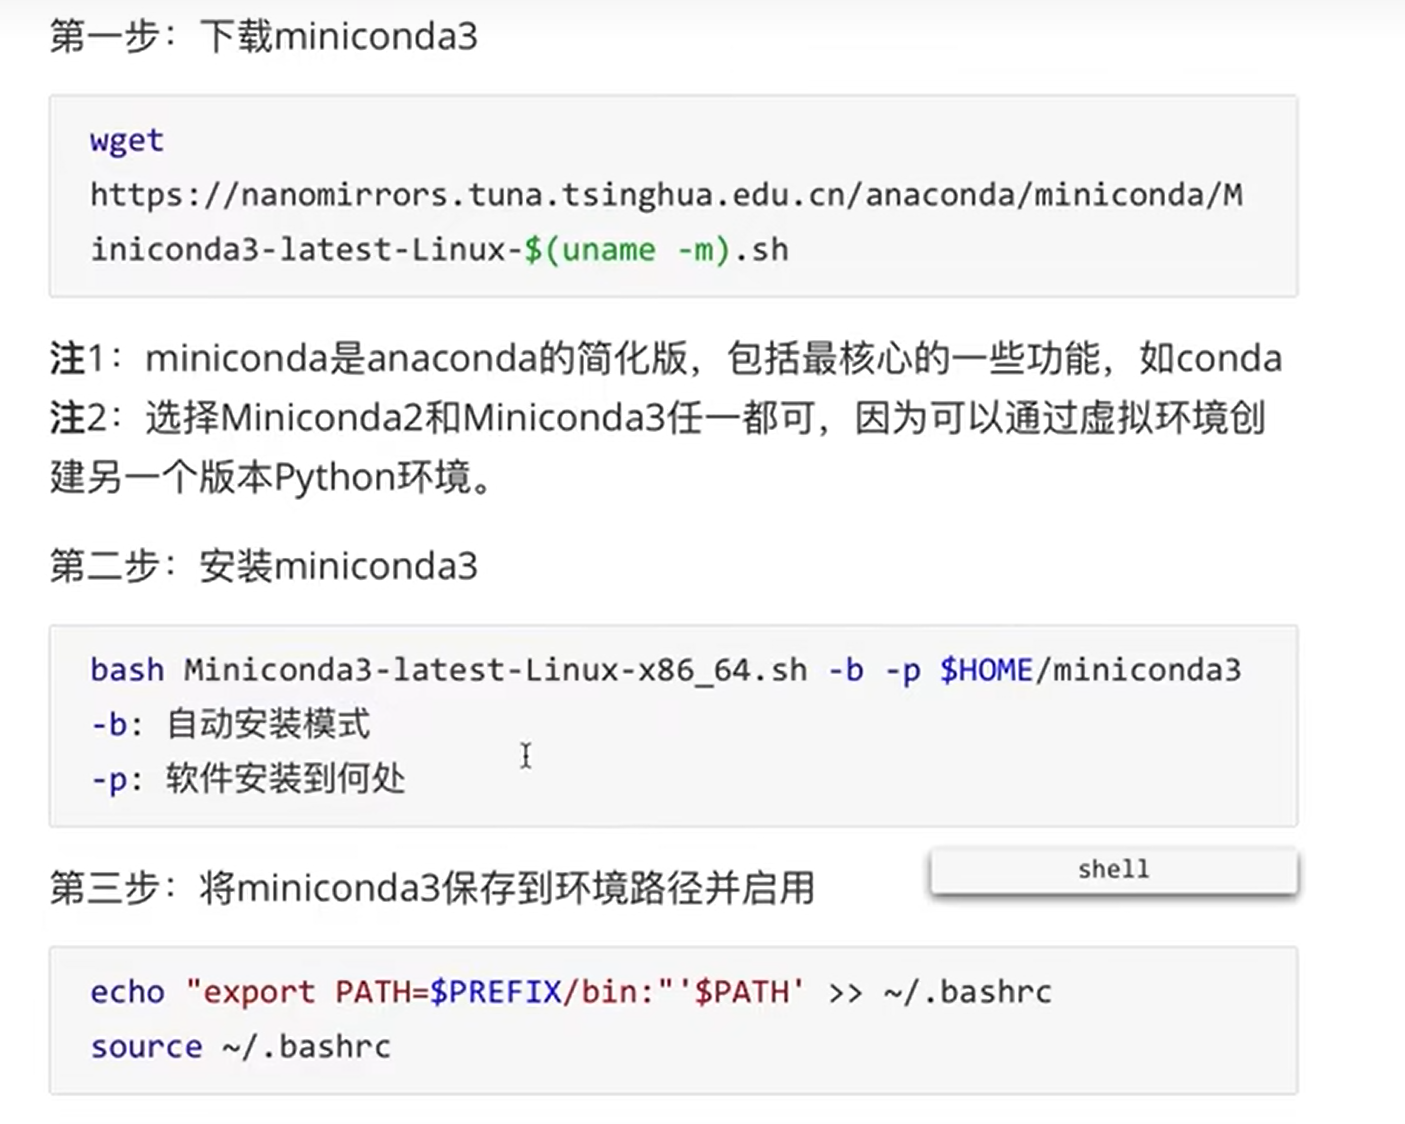 第一步：下载miniconda3
wget
https://nanomirrors.tuna.tsinghua.edu.cn/anaconda/miniconda/M
iniconda3-latest-Linux-$(uname -m).sh
注1：miniconda是anaconda的简化版，包括最核心的一些功能，如conda
注2：选择Miniconda2和Miniconda3任一都可，因为可以通过虚拟环境创
建另一个版本Python环境。
第二步：安装miniconda3
bash Miniconda3-latest-Linux-x86_64.sh -b -p $HOME/miniconda3
-b: 自动安装模式
-p: 软件安装到何处
shell
第三步：将miniconda3保存到环境路径并启用
echo "export PATH=$PREFIX/bin:"'$PATH' >> ~/.bashrc
source ~/.bashrc